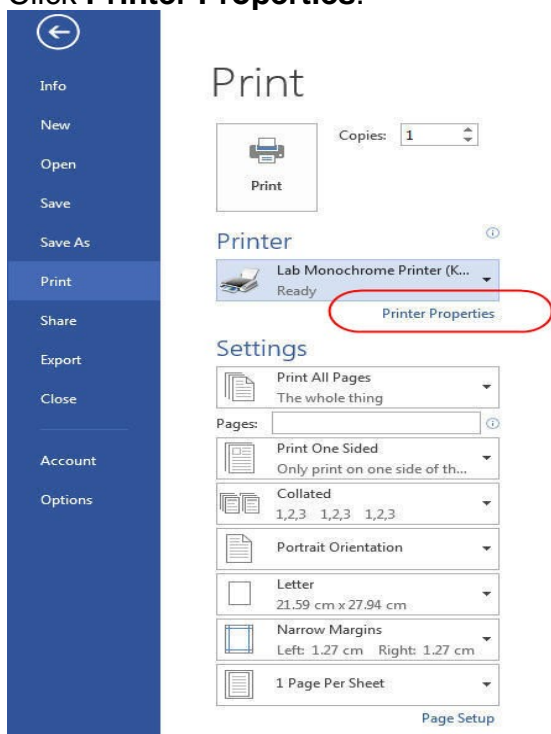 Click Printer Properties.
Info
New
Open
Save
Save As
Print
Share
Export
Close
Account
Options
Print
Copies: 1
Print
Printer
Lab Monochrome Printer (K...
Ready
Printer Properties
Settings
Print All Pages
The whole thing
Pages:
Print One Sided
Only print on one side of th...
Collated
1,2,3 1,2,3 1,2,3
Portrait Orientation
Letter
21.59 cm x 27.94 cm
Narrow Margins
Left: 1.27 cm Right: 1.27 cm
1 Page Per Sheet
Page Setup